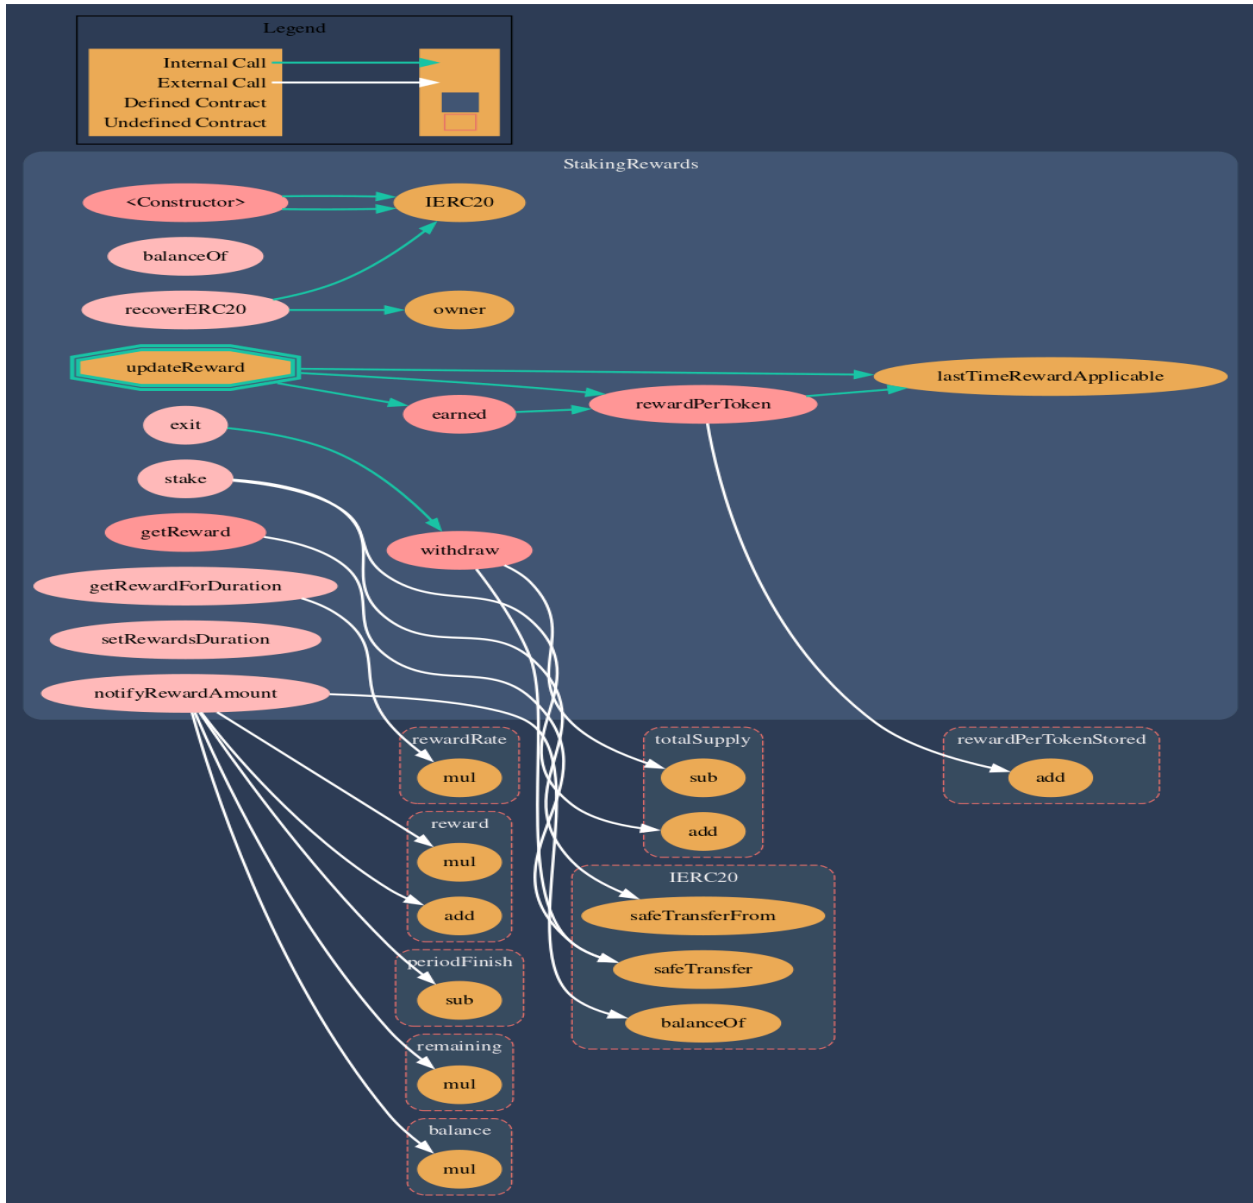 Legend
Internal Call
External Call
Defined Contract
Undefined Contract
StakingRewards
<Constructor>
IERC20
balanceOf
recoverERC20
owner
updateReward
lastTimeRewardApplicable
rewardPerToken
earned
exit
stake
getReward
withdraw
getRewardForDuration
setRewardsDuration
notifyRewardAmount
rewardRate
mul
totalSupply
sub
add
rewardPerTokenStored
add
reward
mul
add
IERC20
safeTransferFrom
safeTransfer
balanceOf
periodFinish
sub
remaining
mul
balance
mul